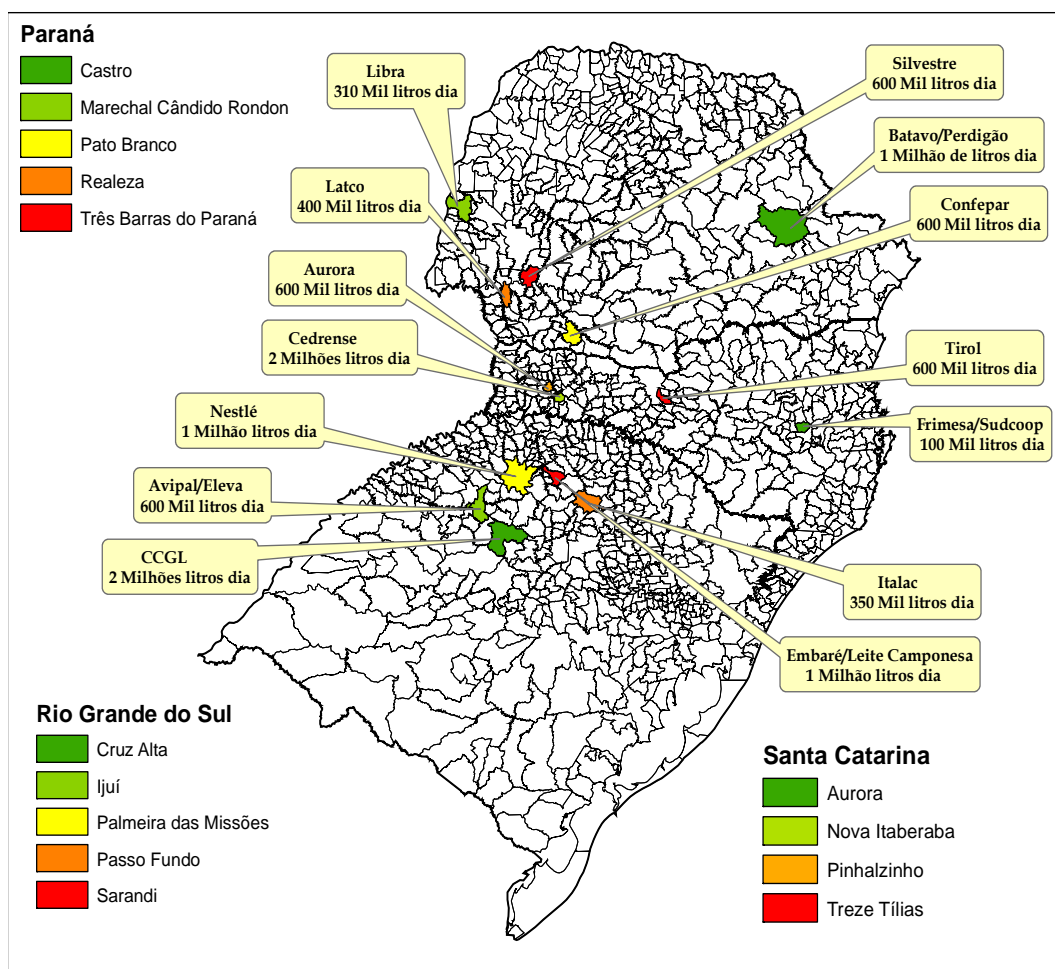 Paraná
Castro
Marechal Cândido Rondon
Pato Branco
Realeza
Três Barras do Paraná
Libra
310 Mil litros dia
Silvestre
600 Mil litros dia
Batavo/Perdigão
1 Milhão de litros dia
Latco
400 Mil litros dia
Confepar
600 Mil litros dia
Aurora
600 Mil litros dia
Cedrense
2 Milhões litros dia
Tirol
600 Mil litros dia
Nestlé
1 Milhão litros dia
Frimesa/Sudcoop
100 Mil litros dia
Avipal/Eleva
600 Mil litros dia
CCGL
2 Milhões litros dia
Italac
350 Mil litros dia
Embaré/Leite Camponesa
1 Milhão litros dia
Rio Grande do Sul
Cruz Alta
Ijuí
Palmeira das Missões
Passo Fundo
Sarandi
Santa Catarina
Aurora
Nova Itaberaba
Pinhalzinho
Treze Tílias